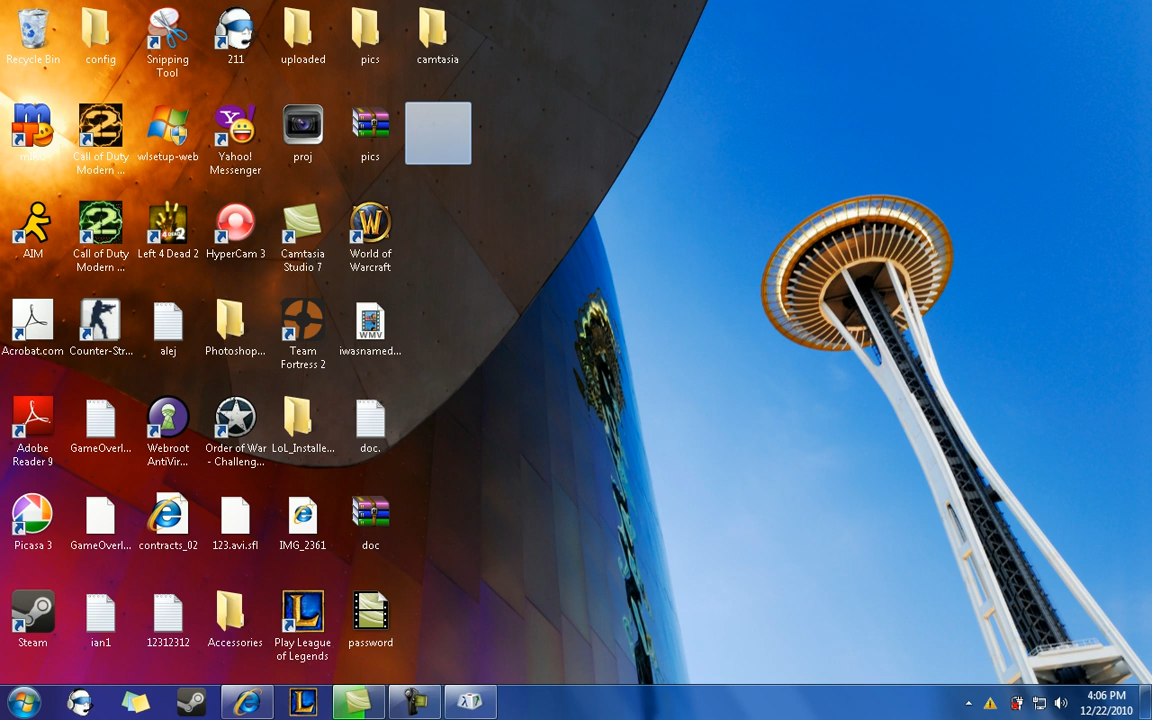 Recycle Bin
config
Snipping
Tool
211
uploaded
pics
camtasia
Call of Duty
Modern ...
wlsetup-web
Yahoo!
Messenger
proj
pics
AIM
Call of Duty
Modern ...
Left 4 Dead 2
HyperCam 3
Camtasia
Studio 7
World of
Warcraft
Acrobat.com
Counter-Str...
alej
Photoshop...
Team
Fortress 2
iwasnamed...
WMV
Adobe
Reader 9
GameOverl...
Webroot
AntiVir...
Order of War
- Challeng...
LoL_Installe...
doc.
Picasa 3
GameOverl...
contracts_02
123.avi.sfl
IMG_2361
doc
Steam
ian1
12312312
Accessories
Play League
of Legends
password
4:06 PM
12/22/2010